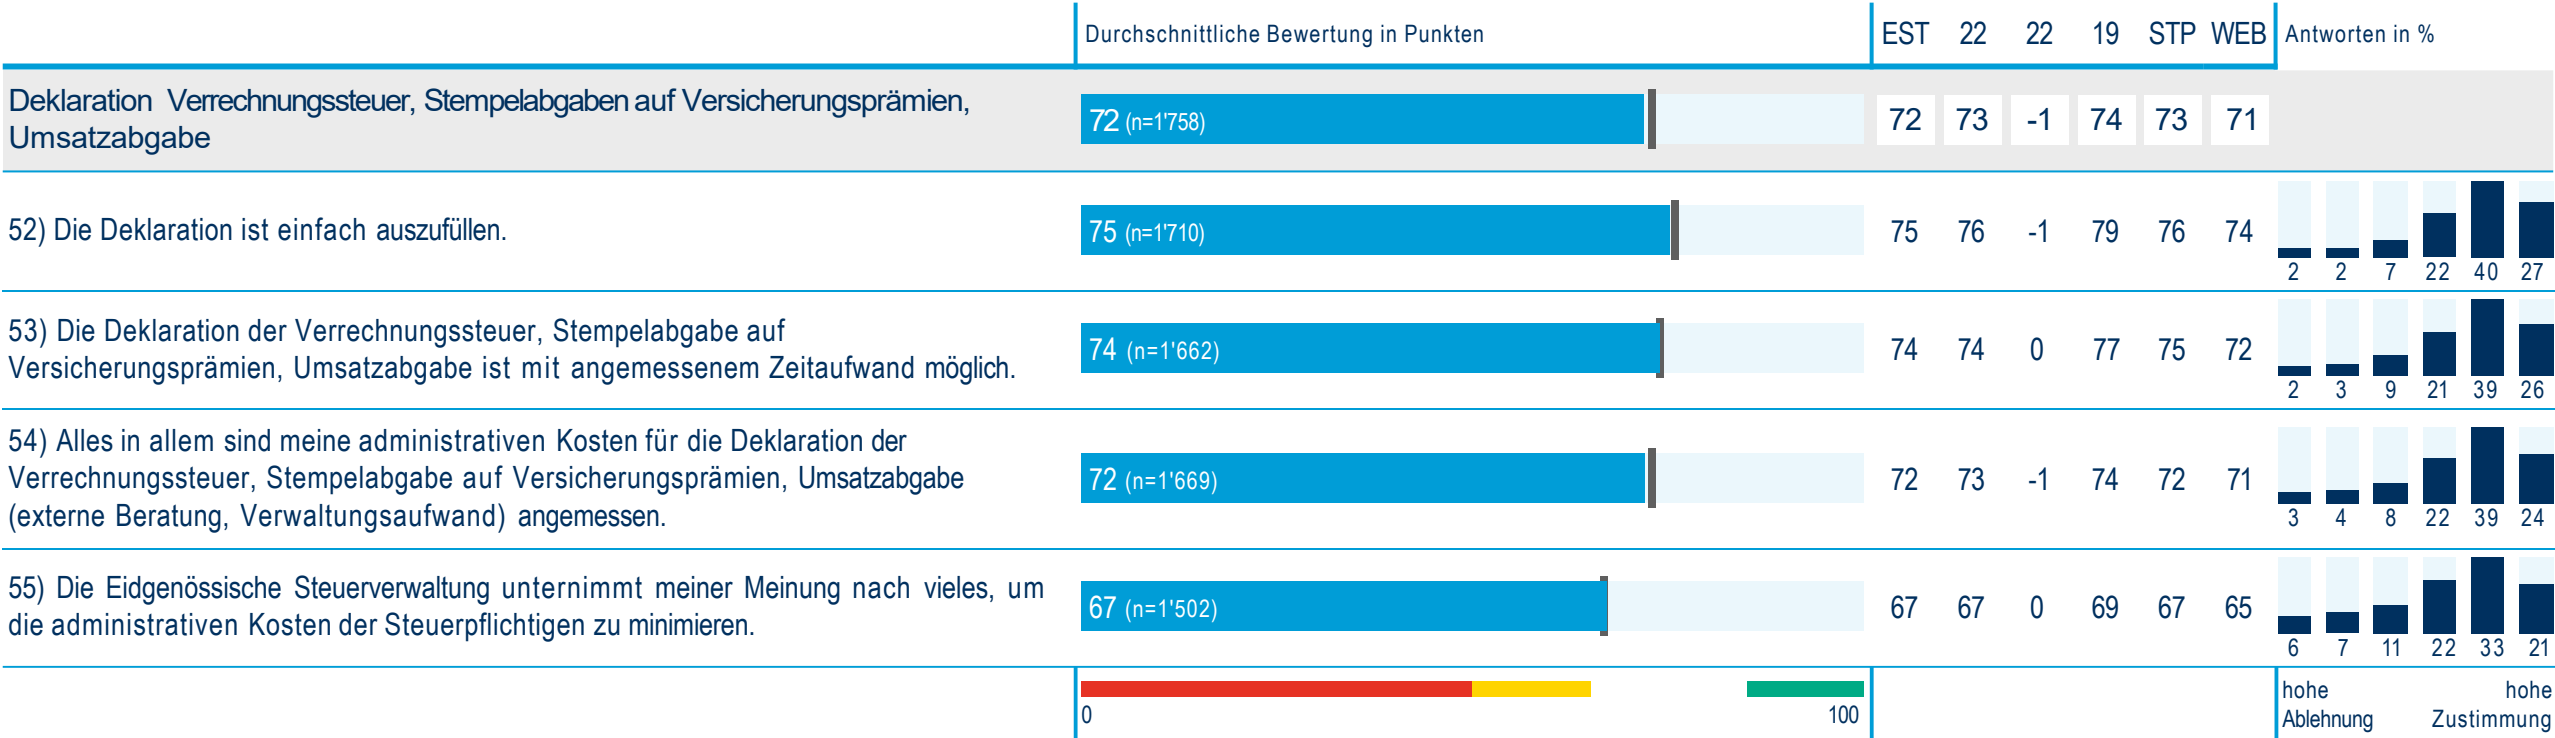 Durchschnittliche Bewertung in Punkten EST 22 22 19 STP WEB Antworten in %
Deklaration Verrechnungssteuer, Stempelabgaben auf Versicherungsprämien,
Umsatzabgabe
72 (n=1'758) 72 73 -1 74 73 71
52) Die Deklaration ist einfach auszufüllen.
75 (n=1'710) 75 76 -1 79 76 74
2 2 7 22 40 27
53) Die Deklaration der Verrechnungssteuer, Stempelabgabe auf
Versicherungsprämien, Umsatzabgabe ist mit angemessenem Zeitaufwand möglich.
74 (n=1'662) 74 74 0 77 75 72
2 3 9 21 39 26
54) Alles in allem sind meine administrativen Kosten für die Deklaration der
Verrechnungssteuer, Stempelabgabe auf Versicherungsprämien, Umsatzabgabe
(externe Beratung, Verwaltungsaufwand) angemessen.
72 (n=1'669) 72 73 -1 74 72 71
3 4 8 22 39 24
55) Die Eidgenössische Steuerverwaltung unternimmt meiner Meinung nach vieles, um
die administrativen Kosten der Steuerpflichtigen zu minimieren.
67 (n=1'502) 67 67 0 69 67 65
6 7 11 22 33 21
0 100
hohe hohe
Ablehnung Zustimmung